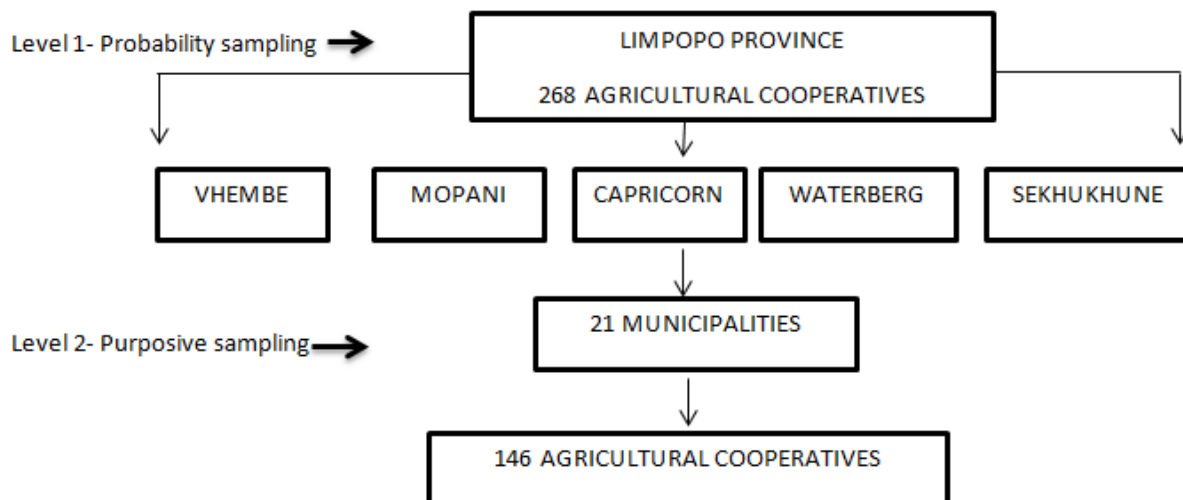 Level 1- Probability sampling
LIMPOPO PROVINCE
268 AGRICULTURAL COOPERATIVES
VHEMBE
MOPANI
CAPRICORN
WATERBERG
SEKHUKHUNE
21 MUNICIPALITIES
Level 2- Purposive sampling
146 AGRICULTURAL COOPERATIVES